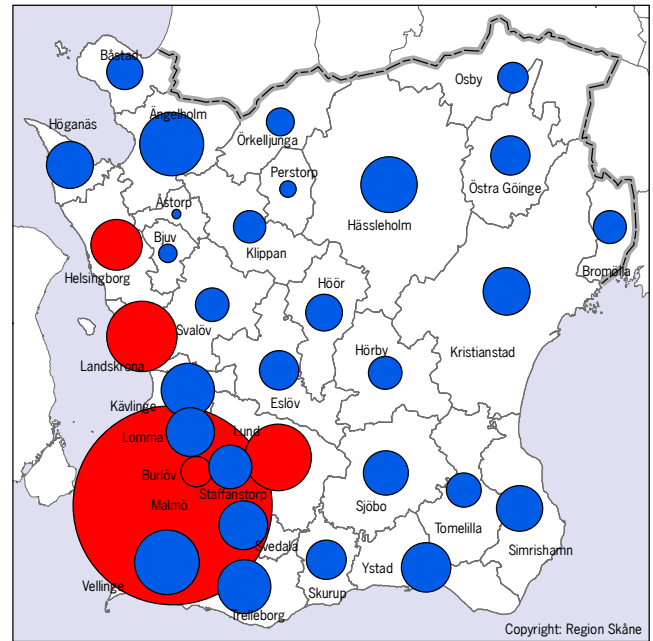 Båstad
Osby
Ängelholm
Höganäs
Örkelljunga
Perstorp
Östra Göinge
Åstorp
Hässleholm
Bjuv
Klippan
Helsingborg
Bromölla
Höör
Svalöv
Kristianstad
Hörby
Landskrona
Eslöv
Kävlinge
Lomma
Lund
Burlöv
Staffanstorp
Malmö
Sjöbo
Tomelilla
Svedala
Simrishamn
Vellinge
Ystad
Skurup
Trelleborg
Copyright: Region Skåne